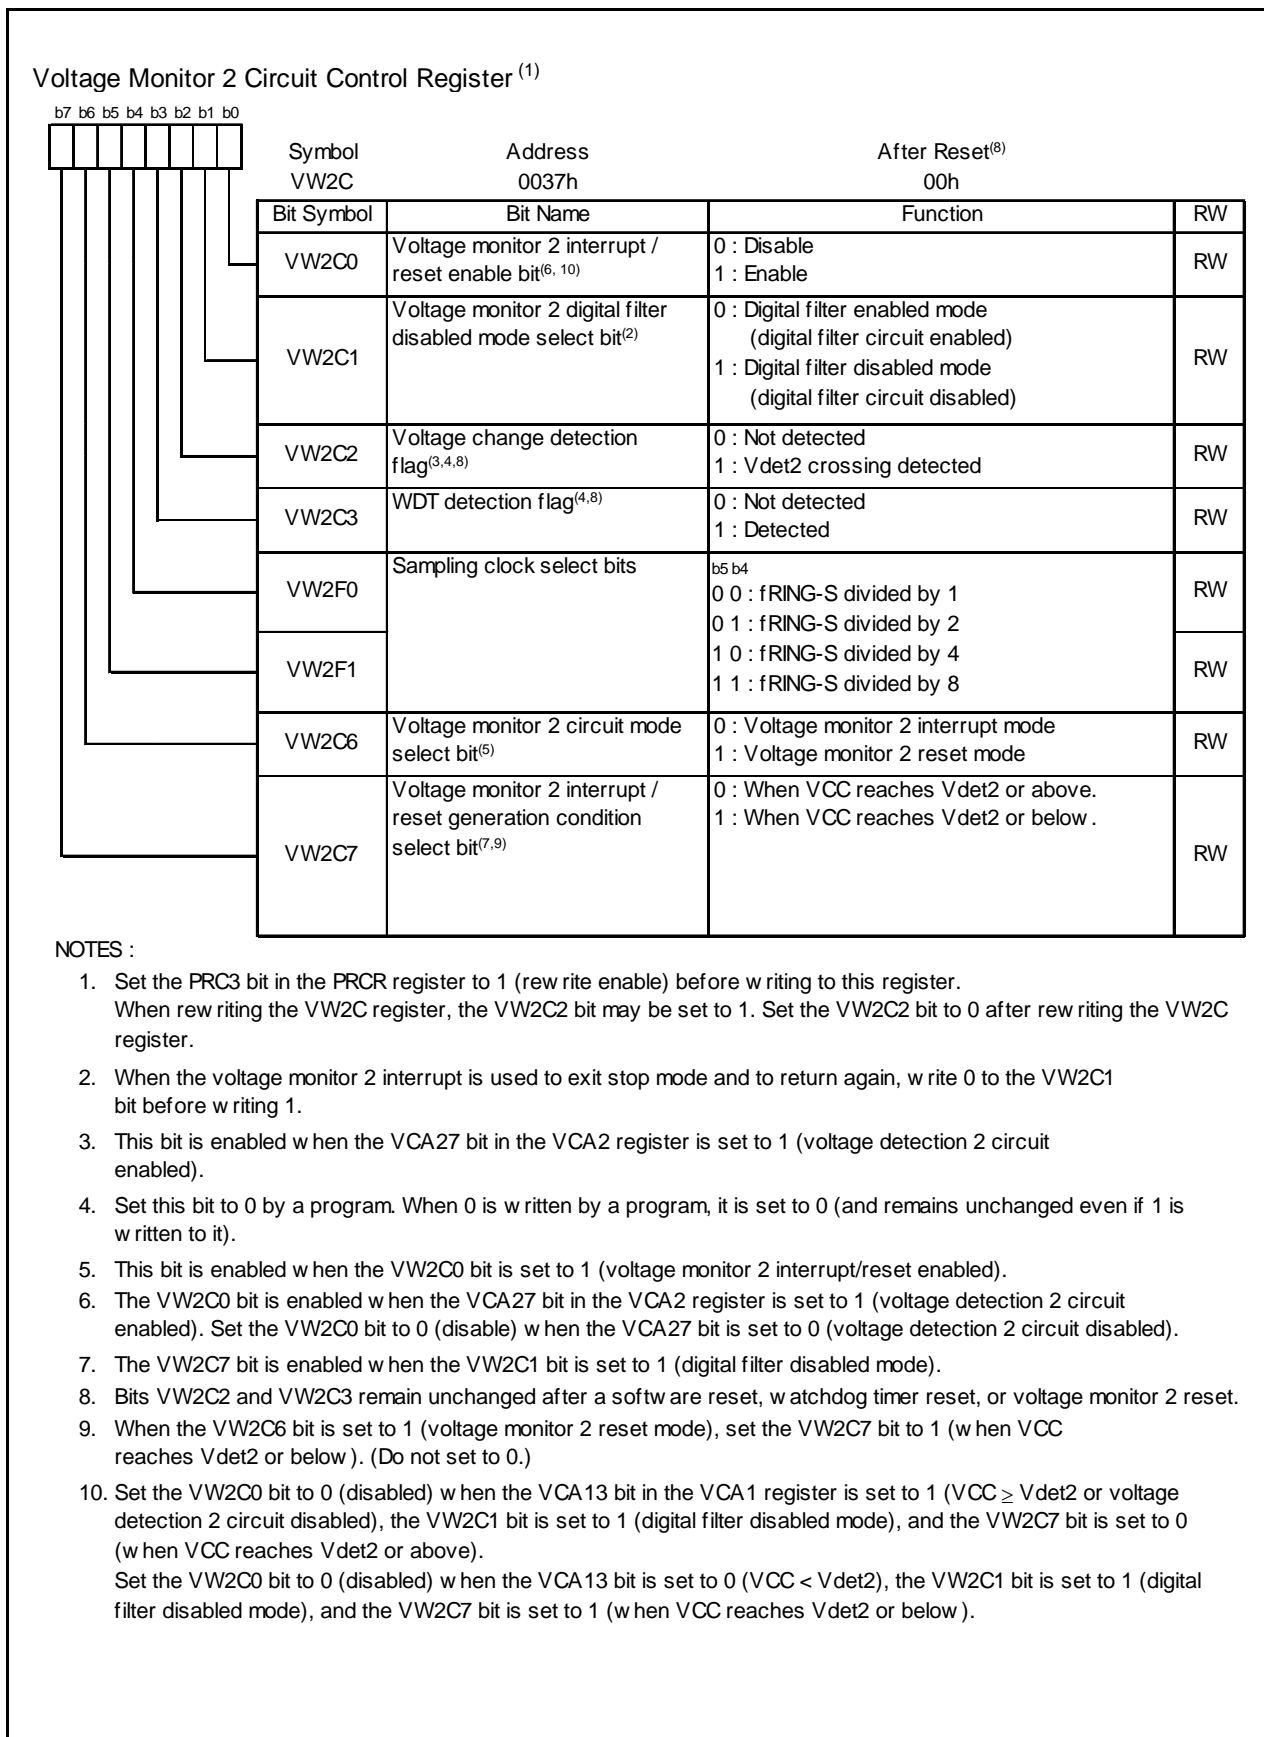 Voltage Monitor 2 Circuit Control Register (1)
b7 b6 b5 b4 b3 b2 b1 b0
Symbol Address After Reset(8)
VW2C 0037h 00h
Bit Symbol Bit Name Function RW
VW2C0 Voltage monitor 2 interrupt / reset enable bit(6, 10) 0 : Disable
1 : Enable RW
VW2C1 Voltage monitor 2 digital filter disabled mode select bit(2) 0 : Digital filter enabled mode
(digital filter circuit enabled)
1 : Digital filter disabled mode
(digital filter circuit disabled) RW
VW2C2 Voltage change detection flag(3,4,8) 0 : Not detected
1 : Vdet2 crossing detected RW
VW2C3 WDT detection flag(4,8) 0 : Not detected
1 : Detected RW
VW2F0 Sampling clock select bits b5 b4
0 0 : fRING-S divided by 1 RW
0 1 : fRING-S divided by 2
VW2F1 1 0 : fRING-S divided by 4 RW
1 1 : fRING-S divided by 8
VW2C6 Voltage monitor 2 circuit mode select bit(5) 0 : Voltage monitor 2 interrupt mode
1 : Voltage monitor 2 reset mode RW
VW2C7 Voltage monitor 2 interrupt / reset generation condition select bit(7,9) 0 : When VCC reaches Vdet2 or above.
1 : When VCC reaches Vdet2 or below. RW
NOTES :
1. Set the PRC3 bit in the PRCR register to 1 (rewrite enable) before writing to this register.
When rewriting the VW2C register, the VW2C2 bit may be set to 1. Set the VW2C2 bit to 0 after rewriting the VW2C
register.
2. When the voltage monitor 2 interrupt is used to exit stop mode and to return again, write 0 to the VW2C1
bit before writing 1.
3. This bit is enabled when the VCA27 bit in the VCA2 register is set to 1 (voltage detection 2 circuit
enabled).
4. Set this bit to 0 by a program. When 0 is written by a program, it is set to 0 (and remains unchanged even if 1 is
written to it).
5. This bit is enabled when the VW2C0 bit is set to 1 (voltage monitor 2 interrupt/reset enabled).
6. The VW2C0 bit is enabled when the VCA27 bit in the VCA2 register is set to 1 (voltage detection 2 circuit
enabled). Set the VW2C0 bit to 0 (disable) when the VCA27 bit is set to 0 (voltage detection 2 circuit disabled).
7. The VW2C7 bit is enabled when the VW2C1 bit is set to 1 (digital filter disabled mode).
8. Bits VW2C2 and VW2C3 remain unchanged after a software reset, watchdog timer reset, or voltage monitor 2 reset.
9. When the VW2C6 bit is set to 1 (voltage monitor 2 reset mode), set the VW2C7 bit to 1 (when VCC
reaches Vdet2 or below). (Do not set to 0.)
10. Set the VW2C0 bit to 0 (disabled) when the VCA13 bit in the VCA1 register is set to 1 (VCC ≥ Vdet2 or voltage
detection 2 circuit disabled), the VW2C1 bit is set to 1 (digital filter disabled mode), and the VW2C7 bit is set to 0
(when VCC reaches Vdet2 or above).
Set the VW2C0 bit to 0 (disabled) when the VCA13 bit is set to 0 (VCC < Vdet2), the VW2C1 bit is set to 1 (digital
filter disabled mode), and the VW2C7 bit is set to 1 (when VCC reaches Vdet2 or below).